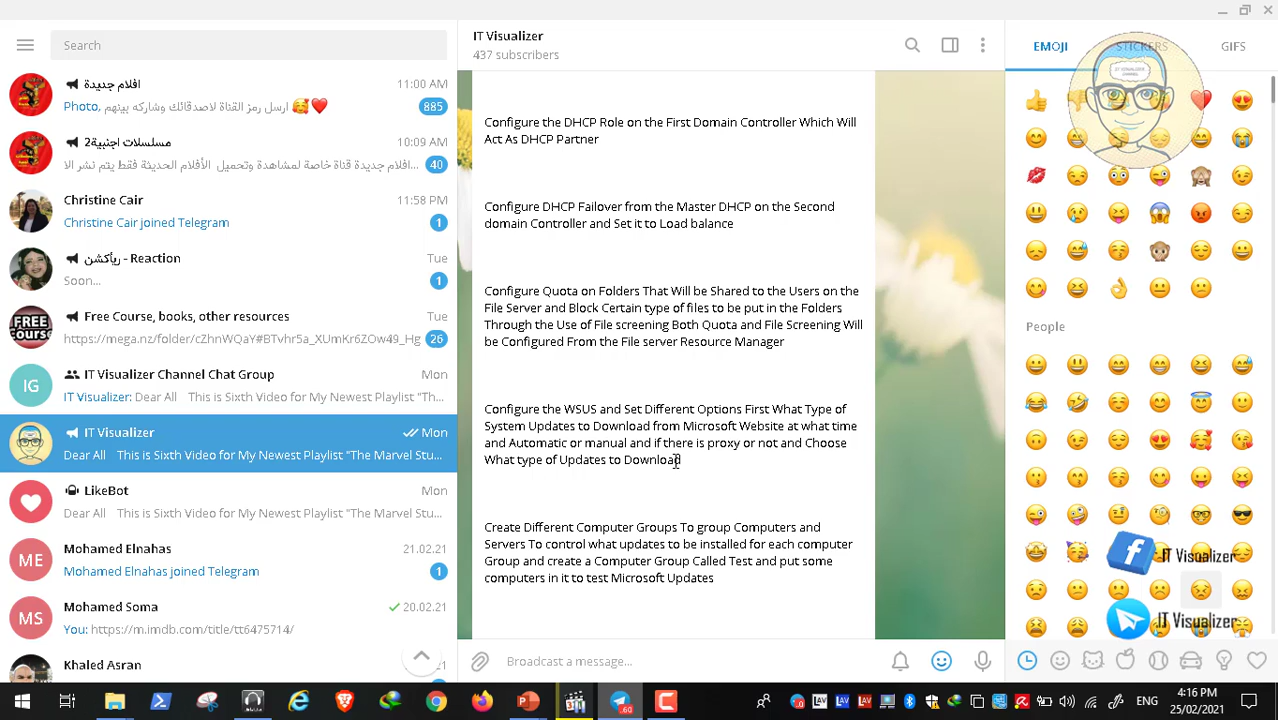 Search
افلام جديدة
11:00 AM
Photo, ارسل رمز القناة لاصدقائك وشاركه بينهم 🥰❤️
885
مسلسلات اجنبية2
10:09 AM
افلام جديدة قناة خاصة لمشاهدة وتحميل الأفلام الحديثة فقط يتم نشر الا...
40
Christine Cair
11:58 PM
Christine Cair joined Telegram
1
ريأكشن - Reaction
Tue
Soon...
1
FREE COURSE
Free Course, books, other resources
Tue
https://mega.nz/folder/cZhnWQaY#BTvhr5a_XUmKr6ZOw49_Hg
26
IG
IT Visualizer Channel Chat Group
Mon
IT Visualizer: Dear All This is Sixth Video for My Newest Playlist "Th...
IT Visualizer
Mon
Dear All This is Sixth Video for My Newest Playlist "The Marvel Stu...
LikeBot
Mon
Dear All This is Sixth Video for My Newest Playlist "The Marvel Stu...
ME
Mohamed Elnahas
21.02.21
Mohamed Elnahas joined Telegram
1
MS
Mohamed Soma
20.02.21
You: https://m.imdb.com/title/tt6475714/
Khaled Asran
IT Visualizer
437 subscribers
Configure the DHCP Role on the First Domain Controller Which Will
Act As DHCP Partner
Configure DHCP Failover from the Master DHCP on the Second
domain Controller and Set it to Load balance
Configure Quota on Folders That Will be Shared to the Users on the
File Server and Block Certain type of files to be put in the Folders
Through the Use of File screening Both Quota and File Screening Will
be Configured From the File server Resource Manager
Configure the WSUS and Set Different Options First What Type of
System Updates to Download from Microsoft Website at what time
and Automatic or manual and if there is proxy or not and Choose
What type of Updates to Download
Create Different Computer Groups To group Computers and
Servers To control what updates to be installed for each computer
Group and create a Computer Group Called Test and put some
computers in it to test Microsoft Updates
Broadcast a message...
EMOJI
STICKERS
GIFS
IT VISUALIZER
CHANNEL
People
IT Visualizer
IT Visualizer
.60
ENG
4:16 PM
25/02/2021